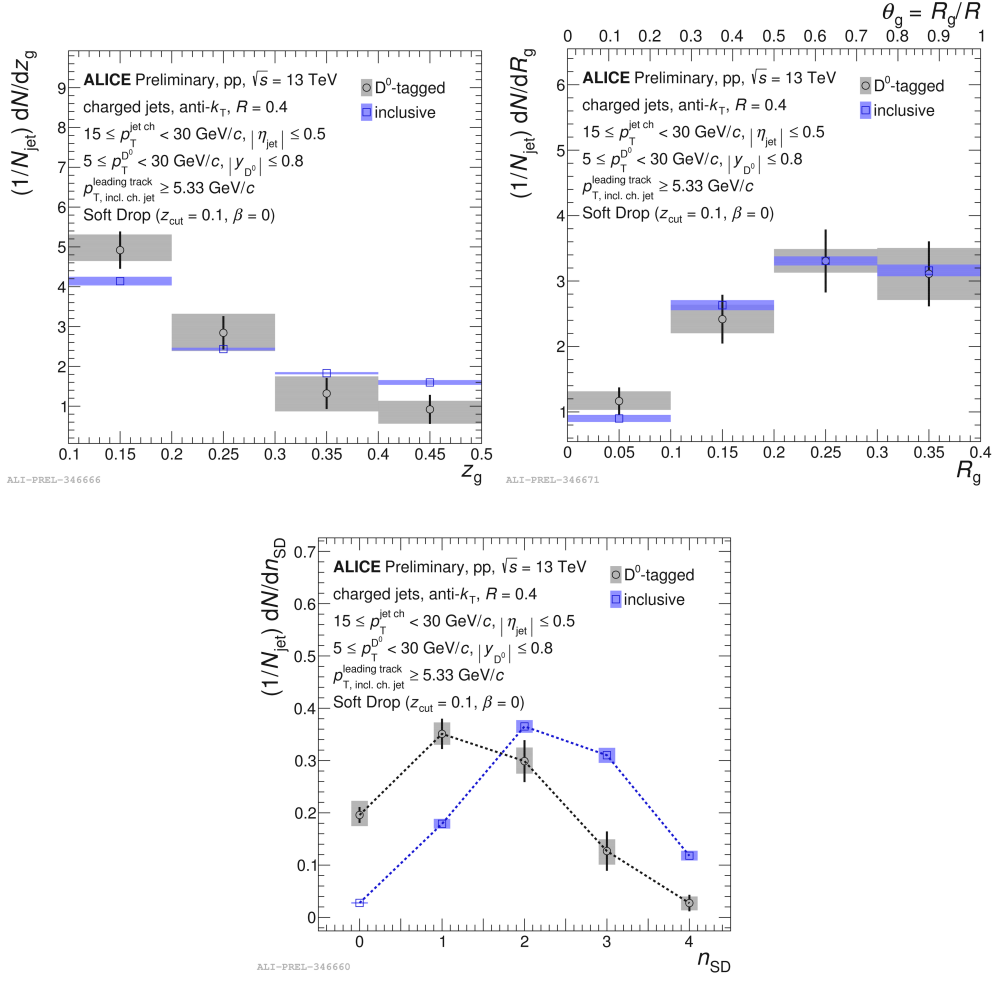 (1/N_jet) dN/dz_g
9
8
7
6
5
4
3
2
1
ALICE Preliminary, pp, √s = 13 TeV
charged jets, anti-k_T, R = 0.4
15 ≤ p_T^jet ch < 30 GeV/c, |η_jet| ≤ 0.5
5 ≤ p_T^D⁰ < 30 GeV/c, |y_D⁰| ≤ 0.8
p_T, incl. ch. jet^leading track ≥ 5.33 GeV/c
Soft Drop (z_cut = 0.1, β = 0)
D⁰-tagged
inclusive
0.1 0.15 0.2 0.25 0.3 0.35 0.4 0.45 0.5
z_g
ALI-PREL-346666
θ_g = R_g/R
0 0.1 0.2 0.3 0.4 0.5 0.6 0.7 0.8 0.9 1
(1/N_jet) dN/dR_g
6
5
4
3
2
1
ALICE Preliminary, pp, √s = 13 TeV
charged jets, anti-k_T, R = 0.4
15 ≤ p_T^jet ch < 30 GeV/c, |η_jet| ≤ 0.5
5 ≤ p_T^D⁰ < 30 GeV/c, |y_D⁰| ≤ 0.8
p_T, incl. ch. jet^leading track ≥ 5.33 GeV/c
Soft Drop (z_cut = 0.1, β = 0)
D⁰-tagged
inclusive
0 0.05 0.1 0.15 0.2 0.25 0.3 0.35 0.4
R_g
ALI-PREL-346671
(1/N_jet) dN/dn_SD
0.7
0.6
0.5
0.4
0.3
0.2
0.1
0
ALICE Preliminary, pp, √s = 13 TeV
charged jets, anti-k_T, R = 0.4
15 ≤ p_T^jet ch < 30 GeV/c, |η_jet| ≤ 0.5
5 ≤ p_T^D⁰ < 30 GeV/c, |y_D⁰| ≤ 0.8
p_T, incl. ch. jet^leading track ≥ 5.33 GeV/c
Soft Drop (z_cut = 0.1, β = 0)
D⁰-tagged
inclusive
0 1 2 3 4
n_SD
ALI-PREL-346660